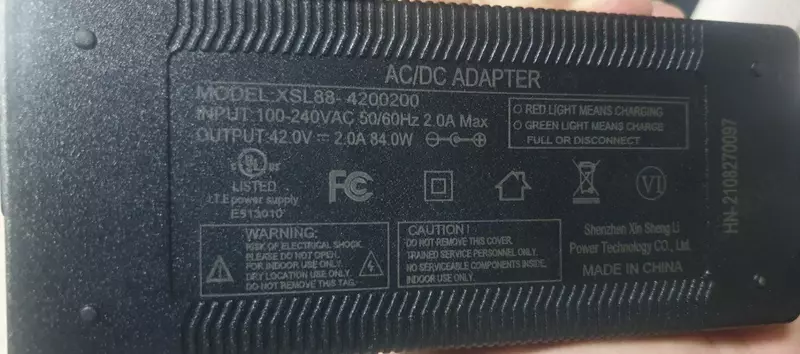 AC/DC ADAPTER
MODEL:XSL88- 4200200
INPUT:100-240VAC 50/60Hz 2.0A Max
OUTPUT:42.0V 2.0A 84.0W
RED LIGHT MEANS CHARGING
GREEN LIGHT MEANS CHARGE
FULL OR DISCONNECT
UL
LISTED
I.T.E power supply
E513010
FC
VI
WARNING:
RISK OF ELECTRICAL SHOCK.
PLEASE DO NOT OPEN.
FOR INDOOR USE ONLY.
DRY LOCATION USE ONLY.
DO NOT REMOVE THIS TAG.
CAUTION!
DO NOT REMOVE THIS COVER.
TRAINED SERVICE PERSONNEL ONLY.
NO SERVICEABLE COMPONENTS INSIDE.
INDOOR USE ONLY.
Shenzhen Xin Sheng Li
Power Technology CO., Ltd.
MADE IN CHINA
HN-2108270097